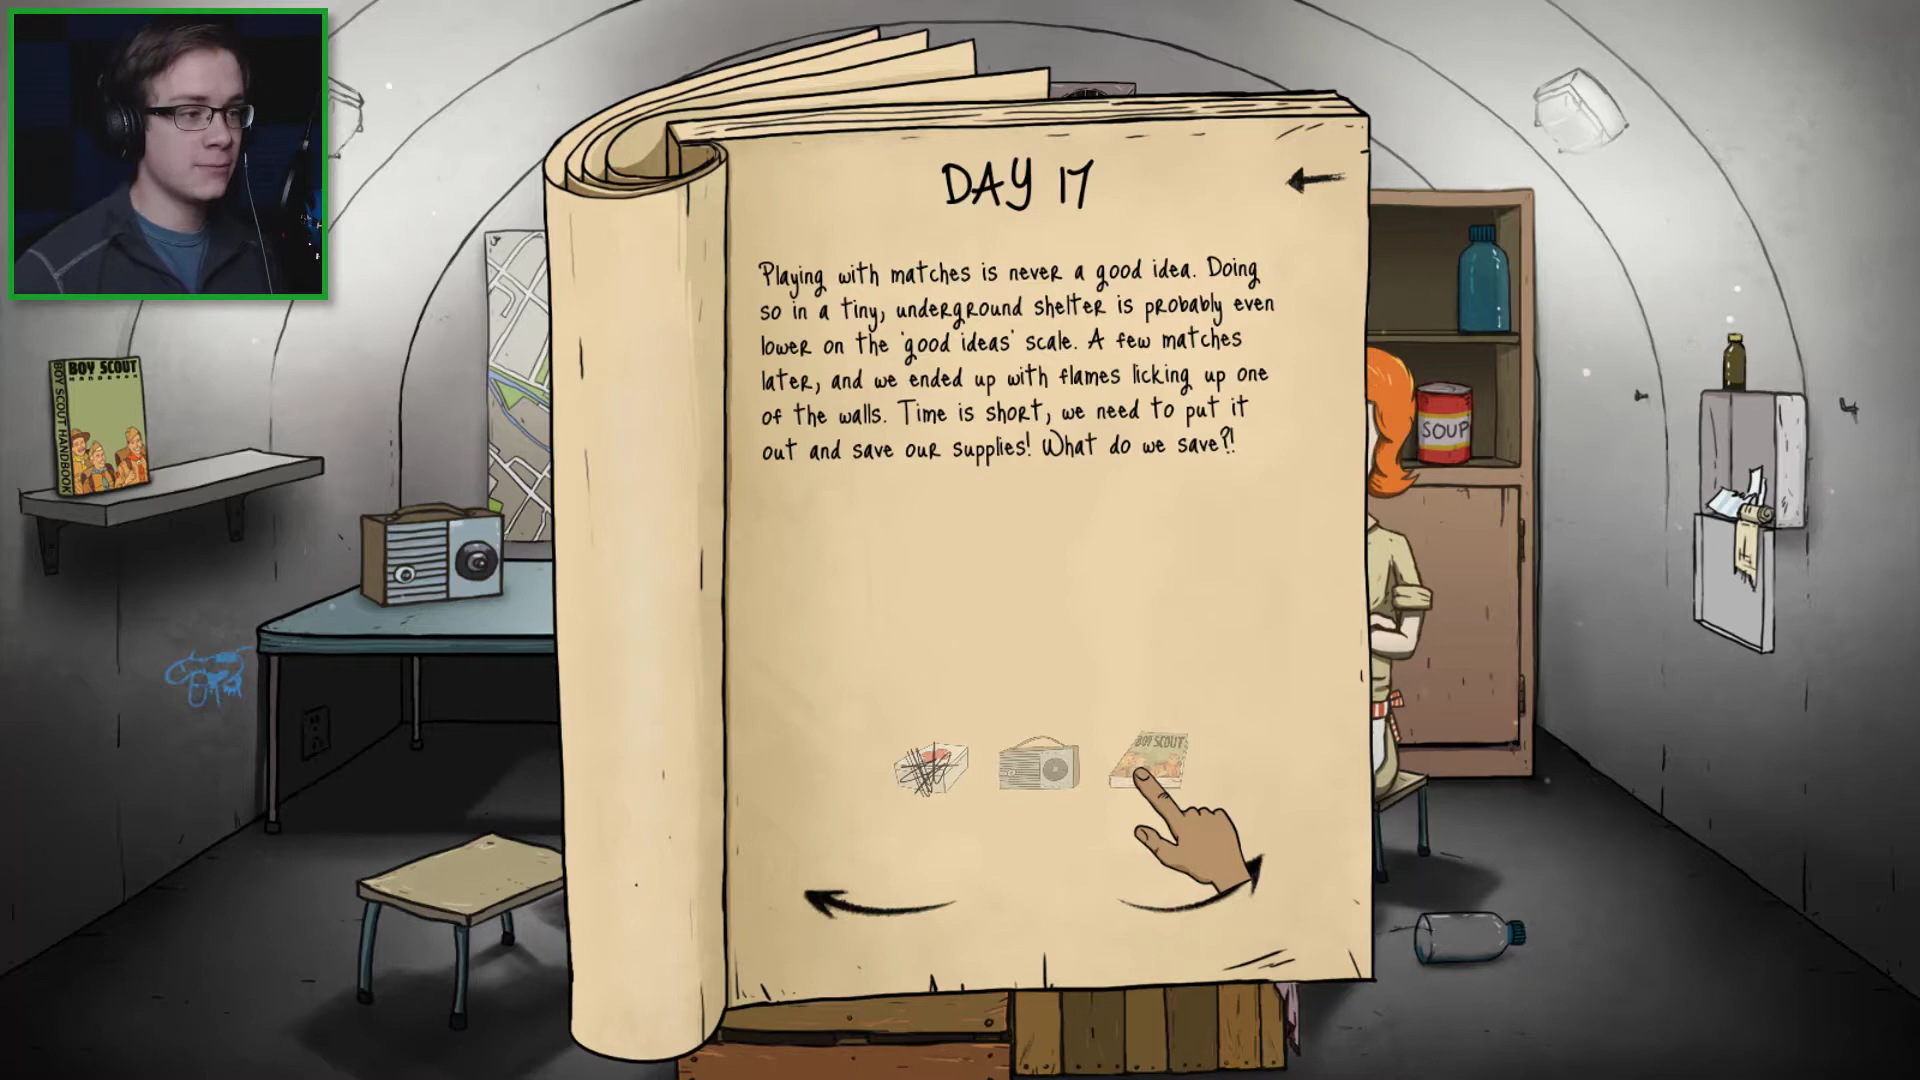 DAY 17
Playing with matches is never a good idea. Doing
so in a tiny, underground shelter is probably even
lower on the 'good ideas' scale. A few matches
later, and we ended up with flames licking up one
of the walls. Time is short, we need to put it
out and save our supplies! What do we save?!
BOY SCOUT
HANDBOOK
BOY SCOUT HANDBOOK
SOUP
BOY SCOUT